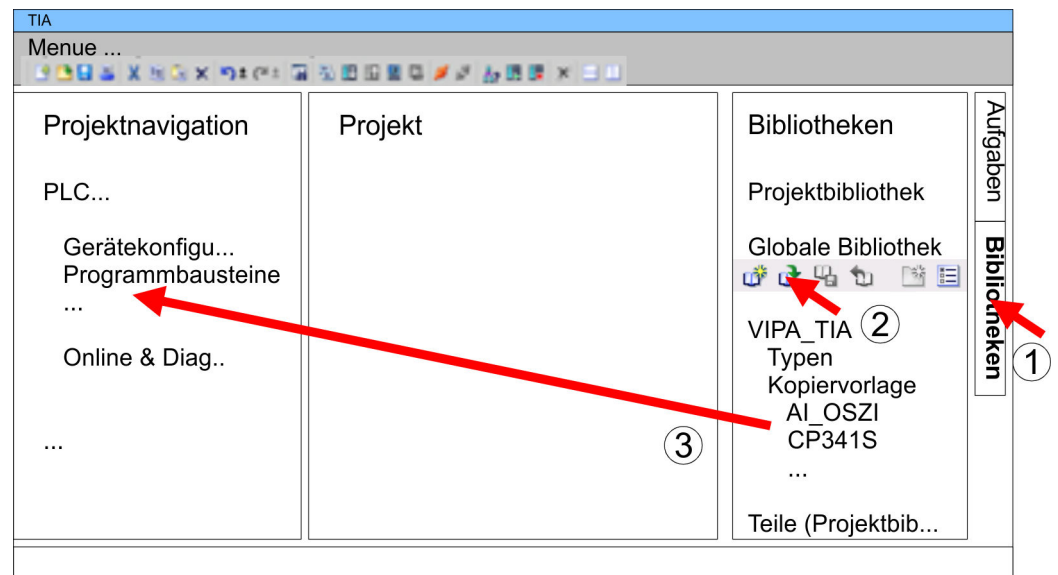 TIA
Menue ...
Projektnavigation
PLC...
Gerätekonfigu...
Programmbausteine
...
Online & Diag..
...
Projekt
3
Bibliotheken
Projektbibliothek
Globale Bibliothek
2
VIPA_TIA
Typen
Kopiervorlage
AI_OSZI
CP341S
...
Teile (Projektbib...
Aufgaben
Bibliotheken
1